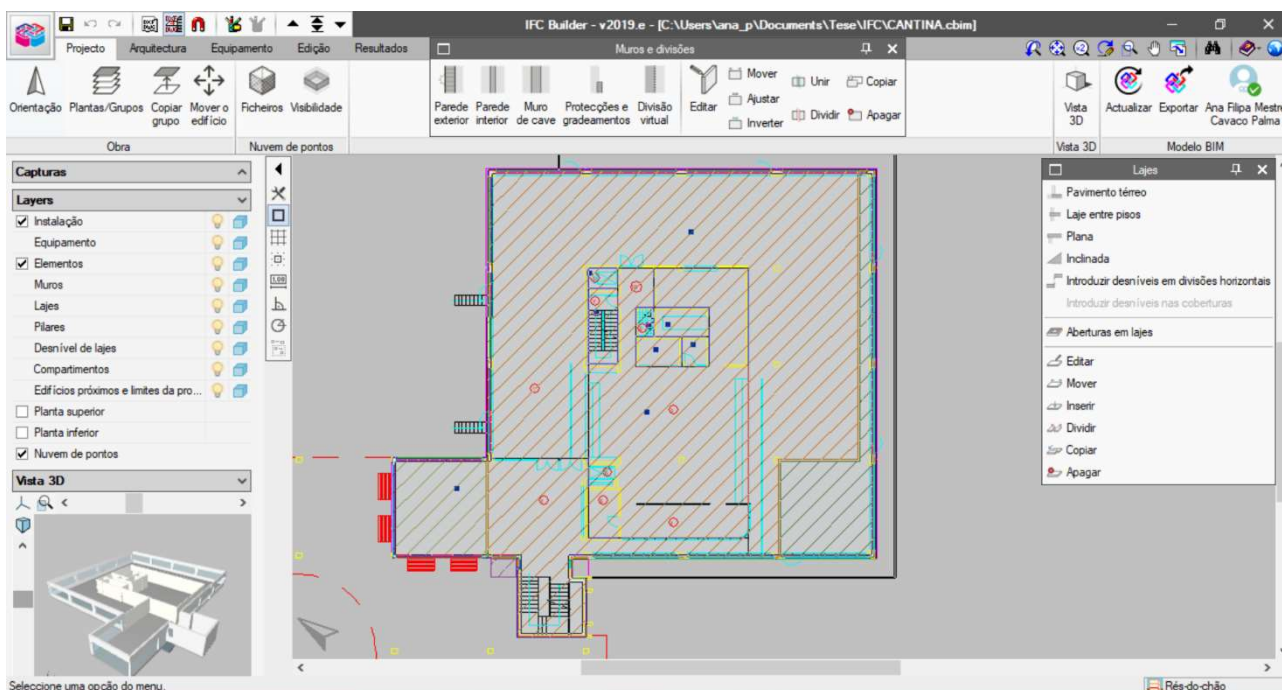 IFC Builder - v2019.e - [C:\Users\ana_p\Documents\Tese\IFC\CANTINA.cbim]
Projecto
Arquitectura
Equipamento
Edição
Resultados
Orientação
Plantas/Grupos
Copiar grupo
Mover o edifício
Obra
Ficheiros
Visibilidade
Nuvem de pontos
Muros e divisões
Parede exterior
Parede interior
Muro de cave
Protecções e gradeamentos
Divisão virtual
Editar
Mover
Ajustar
Inverter
Unir
Dividir
Copiar
Apagar
Vista 3D
Vista 3D
Actualizar
Exportar
Ana Filipa Mestre Cavaco Palma
Modelo BIM
Capturas
Layers
Instalação
Equipamento
Elementos
Muros
Lajes
Pilares
Desnível de lajes
Compartimentos
Edifícios próximos e limites da pro...
Planta superior
Planta inferior
Nuvem de pontos
Vista 3D
Lajes
Pavimento térreo
Laje entre pisos
Plana
Inclinada
Introduzir desníveis em divisões horizontais
Introduzir desníveis nas coberturas
Aberturas em lajes
Editar
Mover
Inserir
Dividir
Copiar
Apagar
Seleccione uma opção do menu.
Rés-do-chão